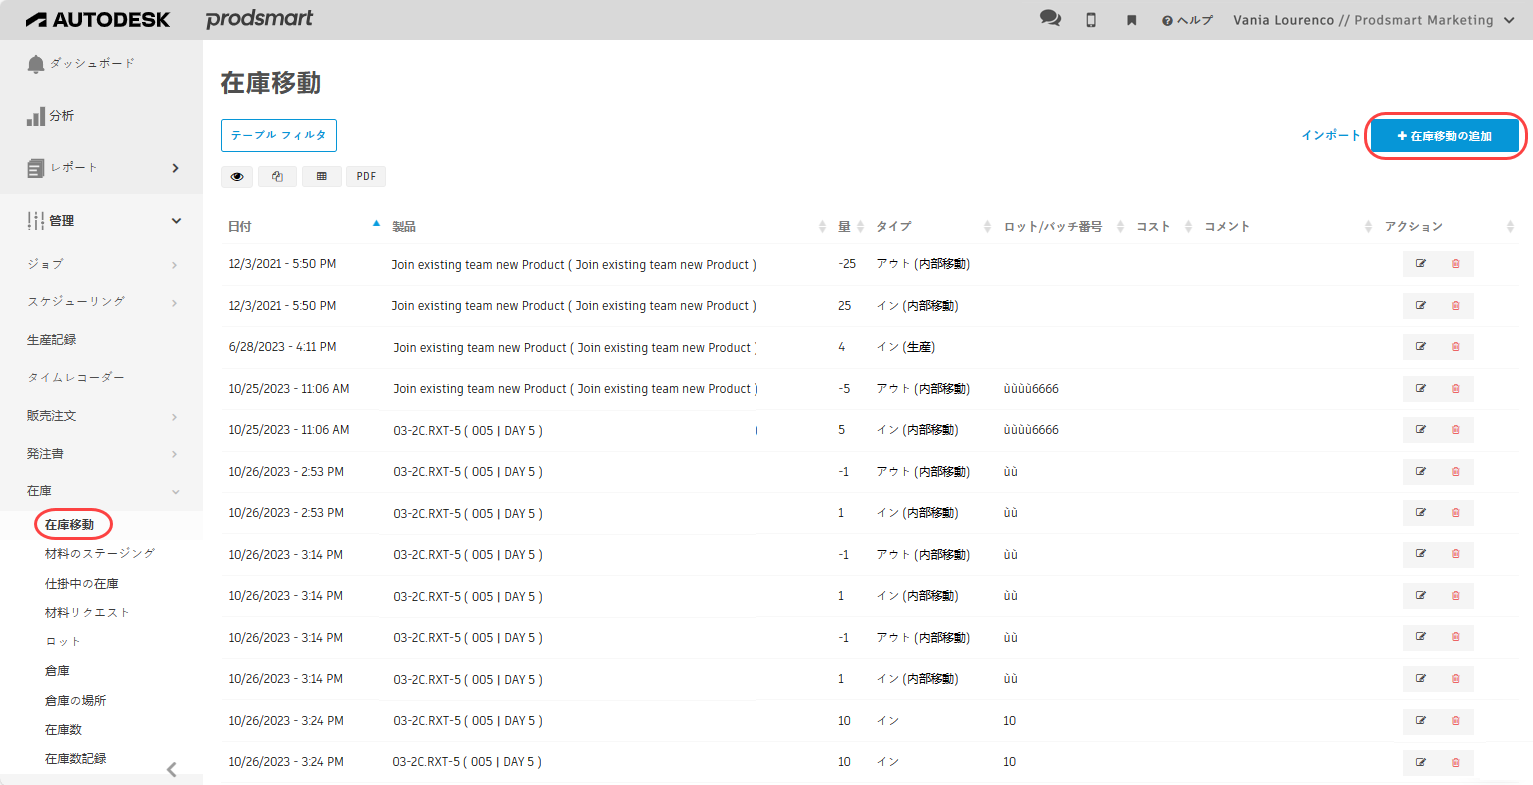 AUTODESK prodsmart ヘルプ Vania Lourenco // Prodsmart Marketing
ダッシュボード
分析
レポート
管理
ジョブ
スケジューリング
生産記録
タイムレコーダー
販売注文
発注書
在庫
在庫移動
材料のステージング
仕掛中の在庫
材料リクエスト
ロット
倉庫
倉庫の場所
在庫数
在庫数記録
在庫移動
テーブル フィルタ インポート +在庫移動の追加
PDF
日付 製品 量 タイプ ロット/バッチ番号 コスト コメント アクション
12/3/2021 - 5:50 PM Join existing team new Product ( Join existing team new Product ) -25 アウト (内部移動)
12/3/2021 - 5:50 PM Join existing team new Product ( Join existing team new Product ) 25 イン (内部移動)
6/28/2023 - 4:11 PM Join existing team new Product ( Join existing team new Product ) 4 イン (生産)
10/25/2023 - 11:06 AM Join existing team new Product ( Join existing team new Product ) -5 アウト (内部移動) ùùùù6666
10/25/2023 - 11:06 AM 03-2C.RXT-5 ( 005 | DAY 5 ) ) 5 イン (内部移動) ùùùù6666
10/26/2023 - 2:53 PM 03-2C.RXT-5 ( 005 | DAY 5 ) -1 アウト (内部移動) ùù
10/26/2023 - 2:53 PM 03-2C.RXT-5 ( 005 | DAY 5 ) 1 イン (内部移動) ùù
10/26/2023 - 3:14 PM 03-2C.RXT-5 ( 005 | DAY 5 ) -1 アウト (内部移動) ùù
10/26/2023 - 3:14 PM 03-2C.RXT-5 ( 005 | DAY 5 ) 1 イン (内部移動) ùù
10/26/2023 - 3:14 PM 03-2C.RXT-5 ( 005 | DAY 5 ) -1 アウト (内部移動) ùù
10/26/2023 - 3:14 PM 03-2C.RXT-5 ( 005 | DAY 5 ) 1 イン (内部移動) ùù
10/26/2023 - 3:24 PM 03-2C.RXT-5 ( 005 | DAY 5 ) 10 イン 10
10/26/2023 - 3:24 PM 03-2C.RXT-5 ( 005 | DAY 5 ) 10 イン 10